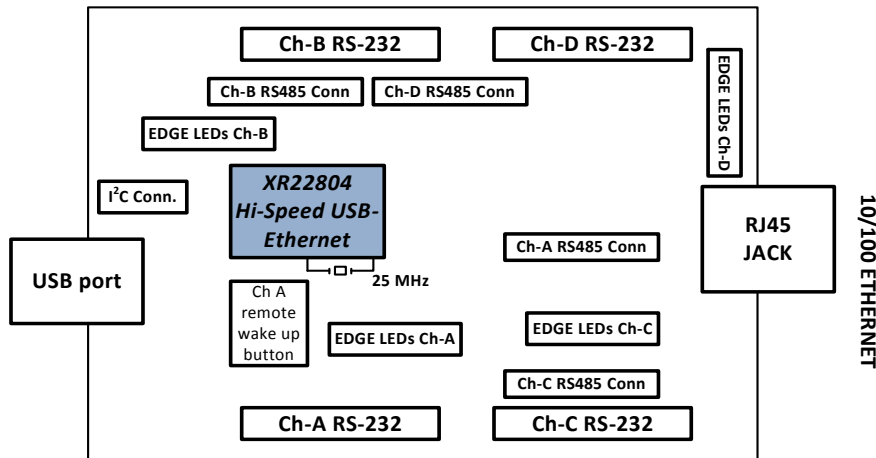 Ch-B RS-232
Ch-D RS-232
Ch-B RS485 Conn
Ch-D RS485 Conn
EDGE LEDs Ch-D
EDGE LEDs Ch-B
XR22804
Hi-Speed USB-
Ethernet
I²C Conn.
RJ45
JACK
10/100 ETHERNET
Ch-A RS485 Conn
USB port
25 MHz
Ch A
remote
wake up
button
EDGE LEDs Ch-A
EDGE LEDs Ch-C
Ch-C RS485 Conn
Ch-A RS-232
Ch-C RS-232